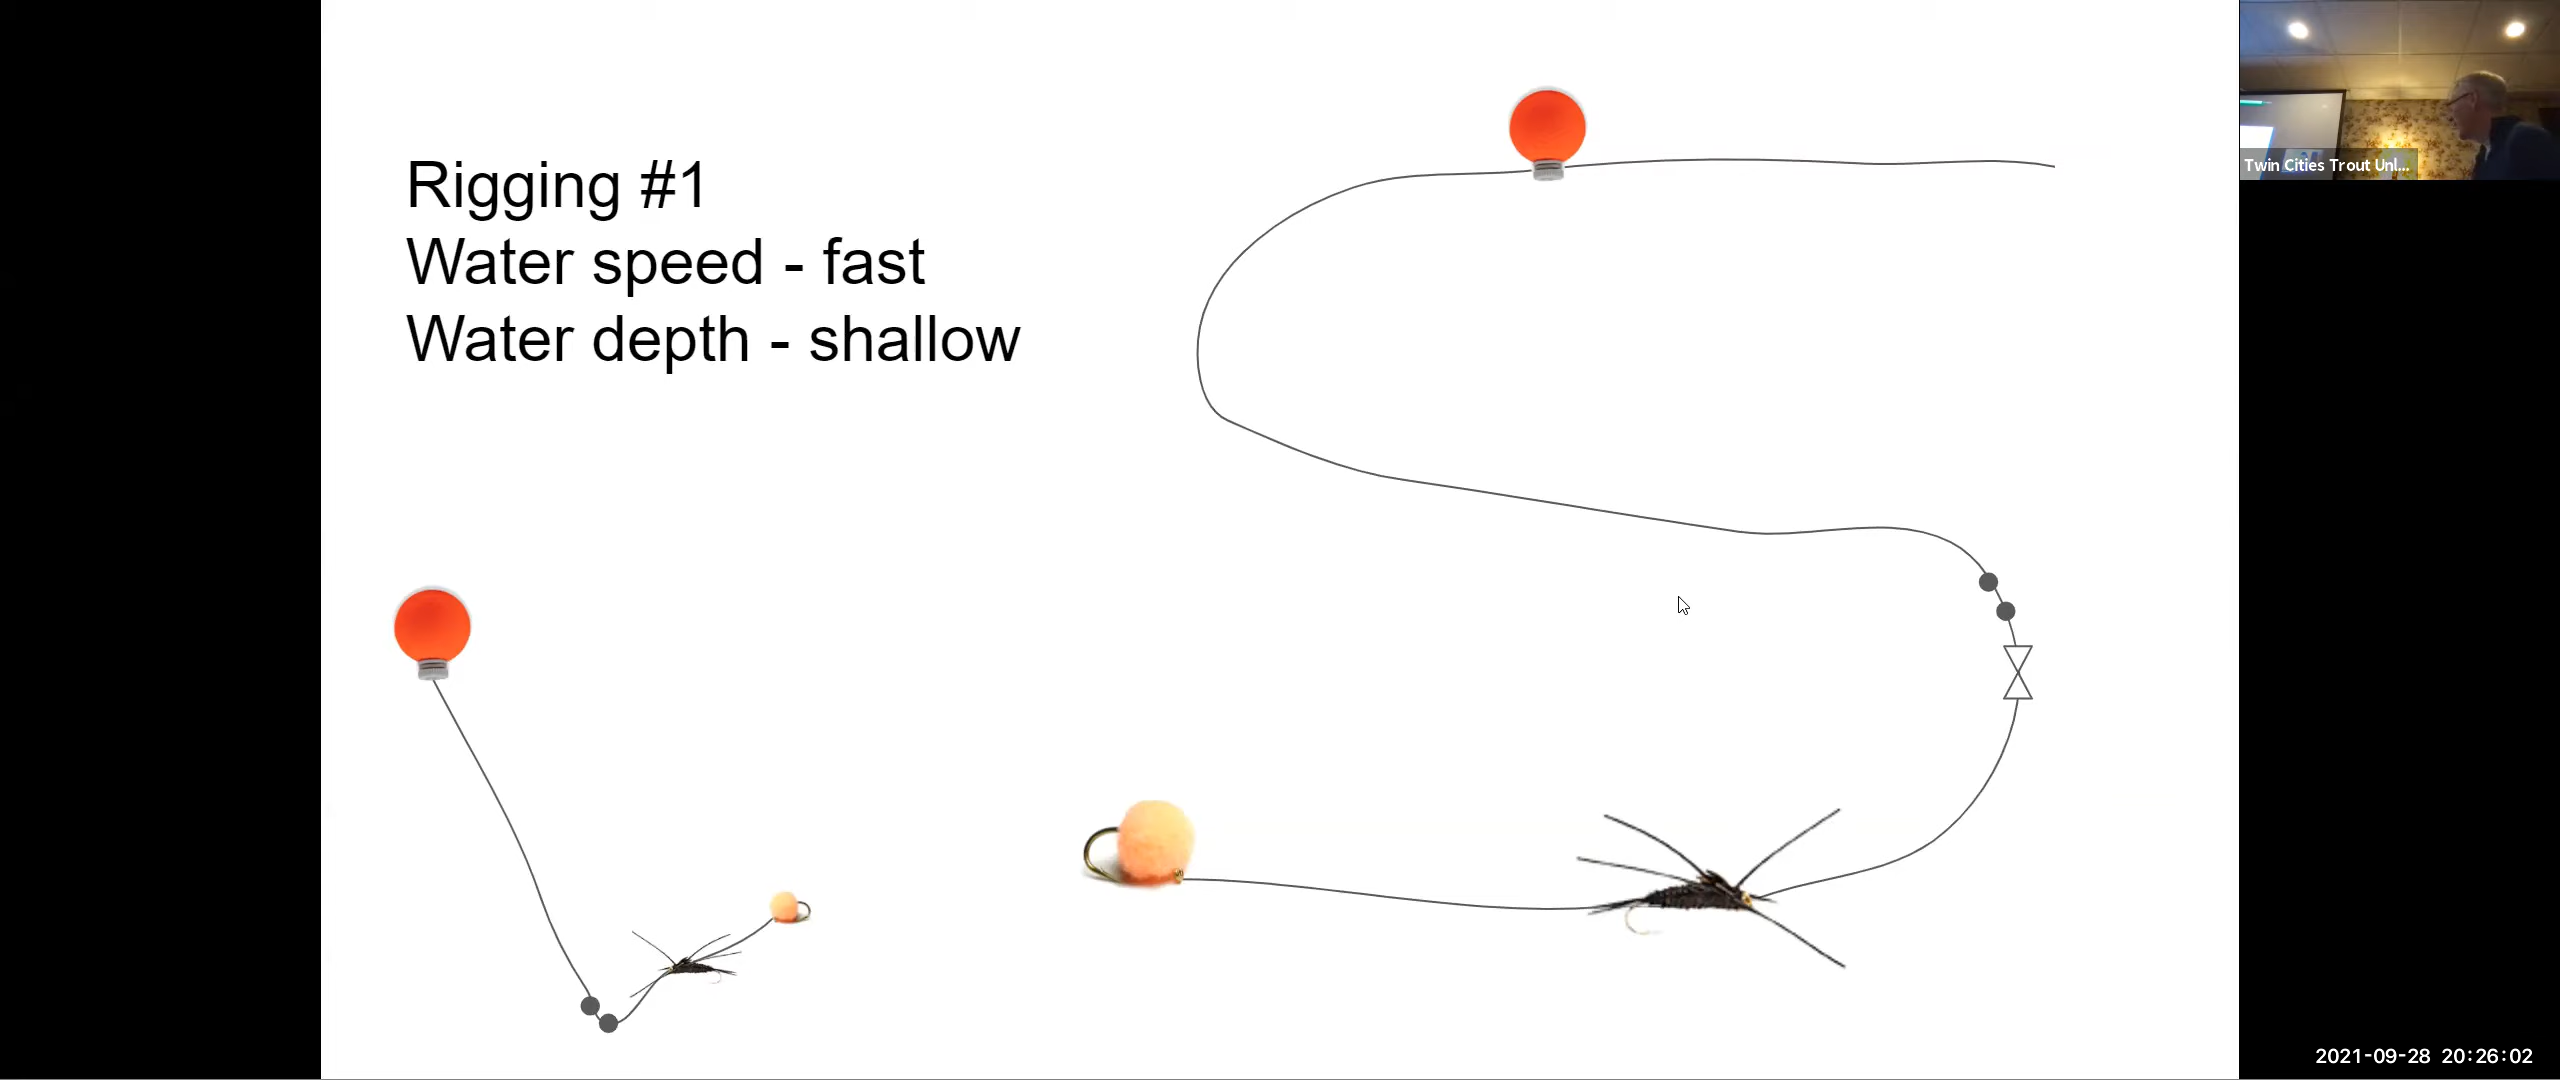 Rigging #1
Water speed - fast
Water depth - shallow
Twin Cities Trout Unl...
2021-09-28 20:26:02